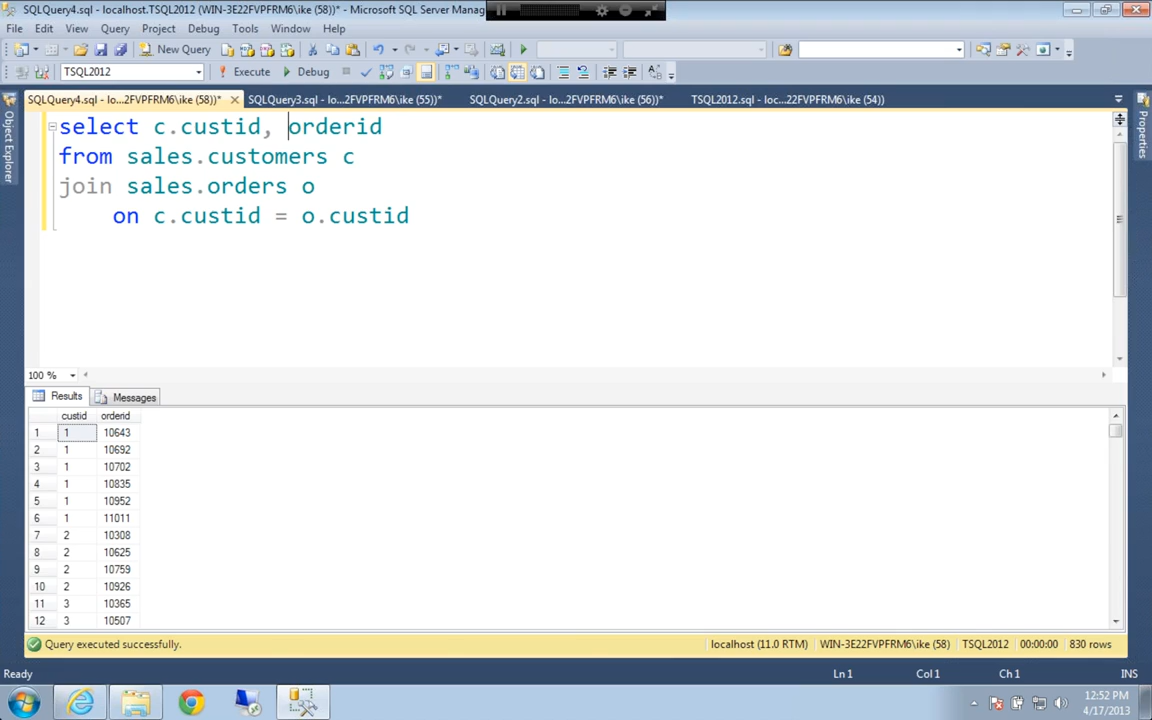 SQLQuery4.sql - localhost.TSQL2012 (WIN-3E22FVPFRM6\ike (58))* - Microsoft SQL Server Manag
File Edit View Query Project Debug Tools Window Help
New Query
TSQL2012 Execute Debug
SQLQuery4.sql - lo...2FVPFRM6\ike (58))* SQLQuery3.sql - lo...2FVPFRM6\ike (55))* SQLQuery2.sql - lo...2FVPFRM6\ike (56))* TSQL2012.sql - loc...22FVPFRM6\ike (54))
Object Explorer
Properties
select c.custid, orderid
from sales.customers c
join sales.orders o
on c.custid = o.custid
100 %
Results Messages
custid orderid
1 1 10643
2 1 10692
3 1 10702
4 1 10835
5 1 10952
6 1 11011
7 2 10308
8 2 10625
9 2 10759
10 2 10926
11 3 10365
12 3 10507
Query executed successfully. localhost (11.0 RTM) WIN-3E22FVPFRM6\ike (58) TSQL2012 00:00:00 830 rows
Ready Ln 1 Col 1 Ch 1 INS
12:52 PM
4/17/2013